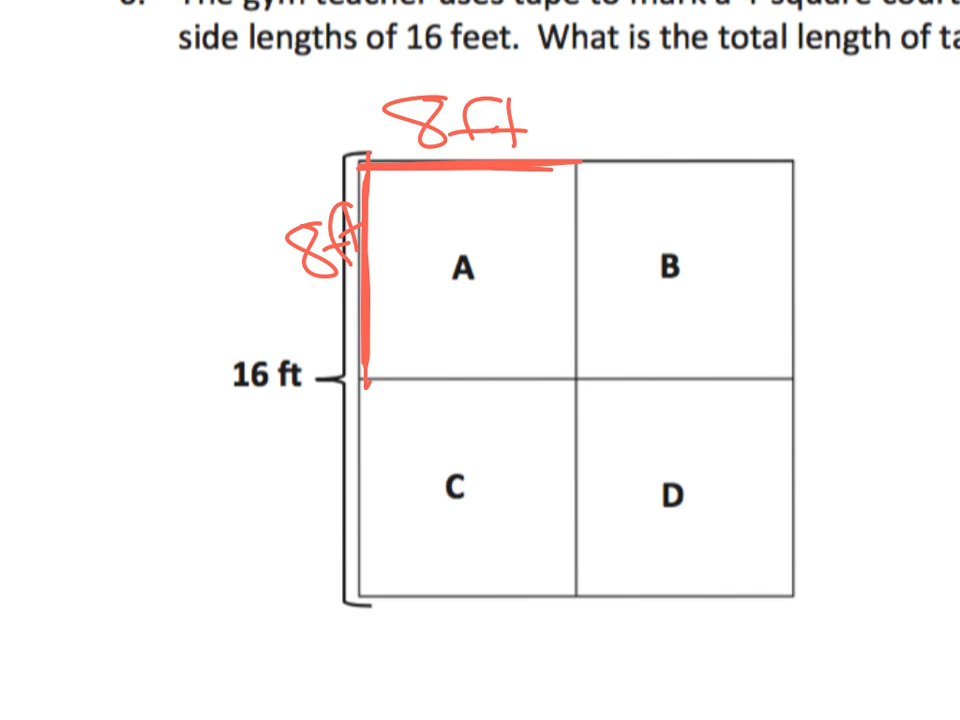 side lengths of 16 feet. What is the total length of
8ft
8ft
A
B
16 ft
C
D